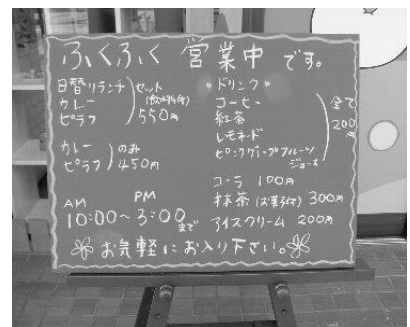 ふくふく 営業中 です。
日替りランチ
カレー
ピラフ
セット
(飲み物付)
550円
カレー
ピラフ
のみ
450円
AM PM
10:00～3:00まで
・ドリンク・
コーヒー
紅茶
レモネード
ピンクグレープフルーツ
ジュース
全て
200円
コーラ 100円
抹茶(お菓子付) 300円
アイスクリーム 200円
お気軽にお入り下さい。